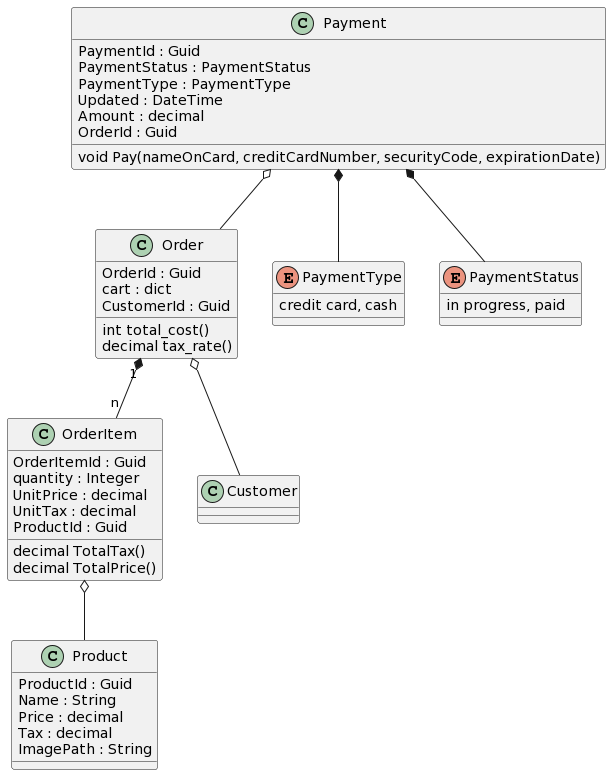 C Payment
PaymentId : Guid
PaymentStatus : PaymentStatus
PaymentType : PaymentType
Updated : DateTime
Amount : decimal
OrderId : Guid
void Pay(nameOnCard, creditCardNumber, securityCode, expirationDate)
C Order
OrderId : Guid
cart : dict
CustomerId : Guid
int total_cost()
decimal tax_rate()
E PaymentType
credit card, cash
E PaymentStatus
in progress, paid
1
n
C OrderItem
OrderItemId : Guid
quantity : Integer
UnitPrice : decimal
UnitTax : decimal
ProductId : Guid
decimal TotalTax()
decimal TotalPrice()
C Customer
C Product
ProductId : Guid
Name : String
Price : decimal
Tax : decimal
ImagePath : String